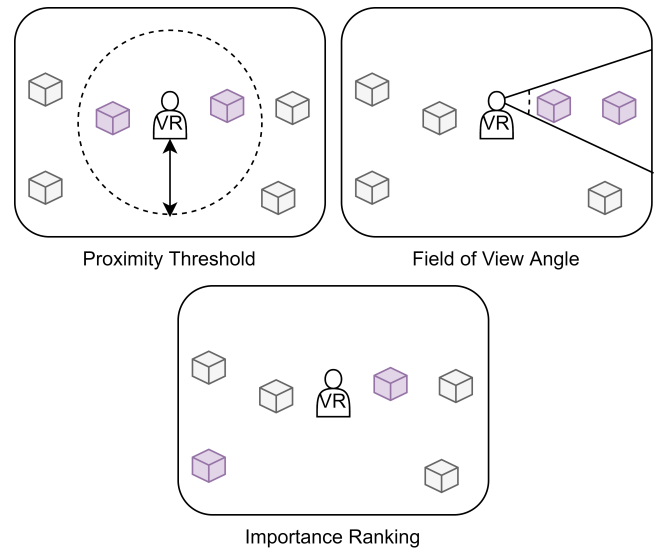 VR
VR
Proximity Threshold
Field of View Angle
VR
Importance Ranking